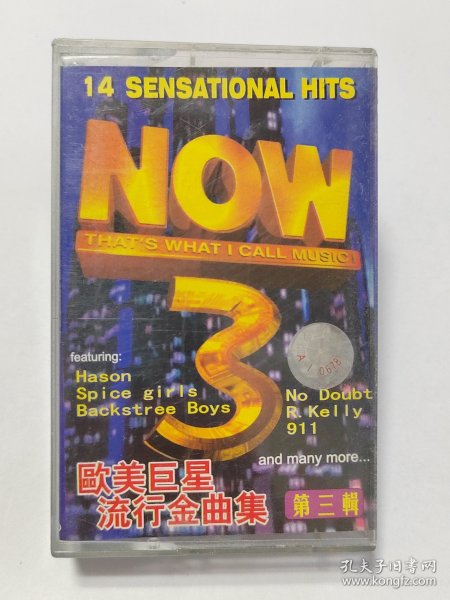 14 SENSATIONAL HITS
NOW
THAT'S WHAT I CALL MUSIC!
3
featuring:
Hason
Spice girls
Backstree Boys
No Doubt
R.Kelly
911
and many more...
歐美巨星
流行金曲集
第三輯
A1 0678
孔夫子旧书网
www.kongfz.com